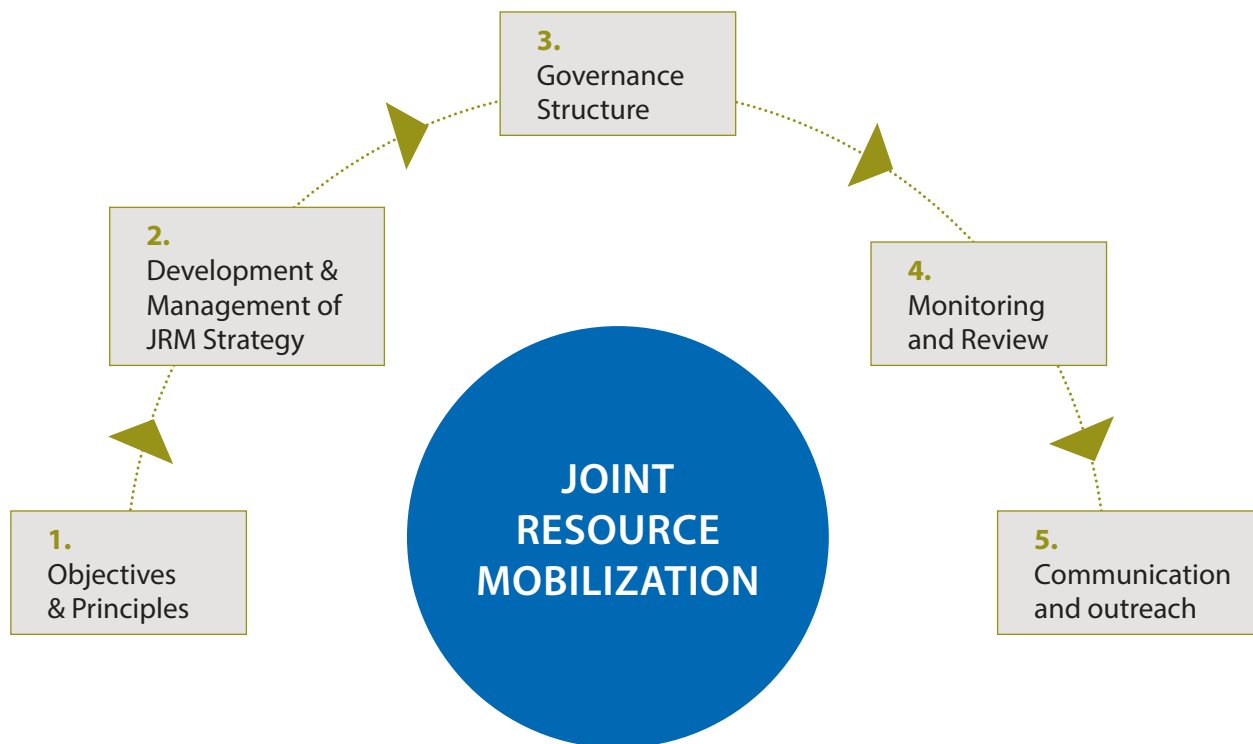 1.
Objectives
& Principles
2.
Development &
Management of
JRM Strategy
3.
Governance
Structure
4.
Monitoring
and Review
5.
Communication
and outreach
JOINT
RESOURCE
MOBILIZATION